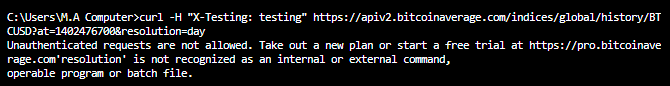 C:\Users\M.A Computer>curl -H "X-Testing: testing" https://apiv2.bitcoinaverage.com/indices/global/history/BT
CUSD?at=1402476700&resolution=day
Unauthenticated requests are not allowed. Take out a new plan or start a free trial at https://pro.bitcoinave
rage.com'resolution' is not recognized as an internal or external command,
operable program or batch file.